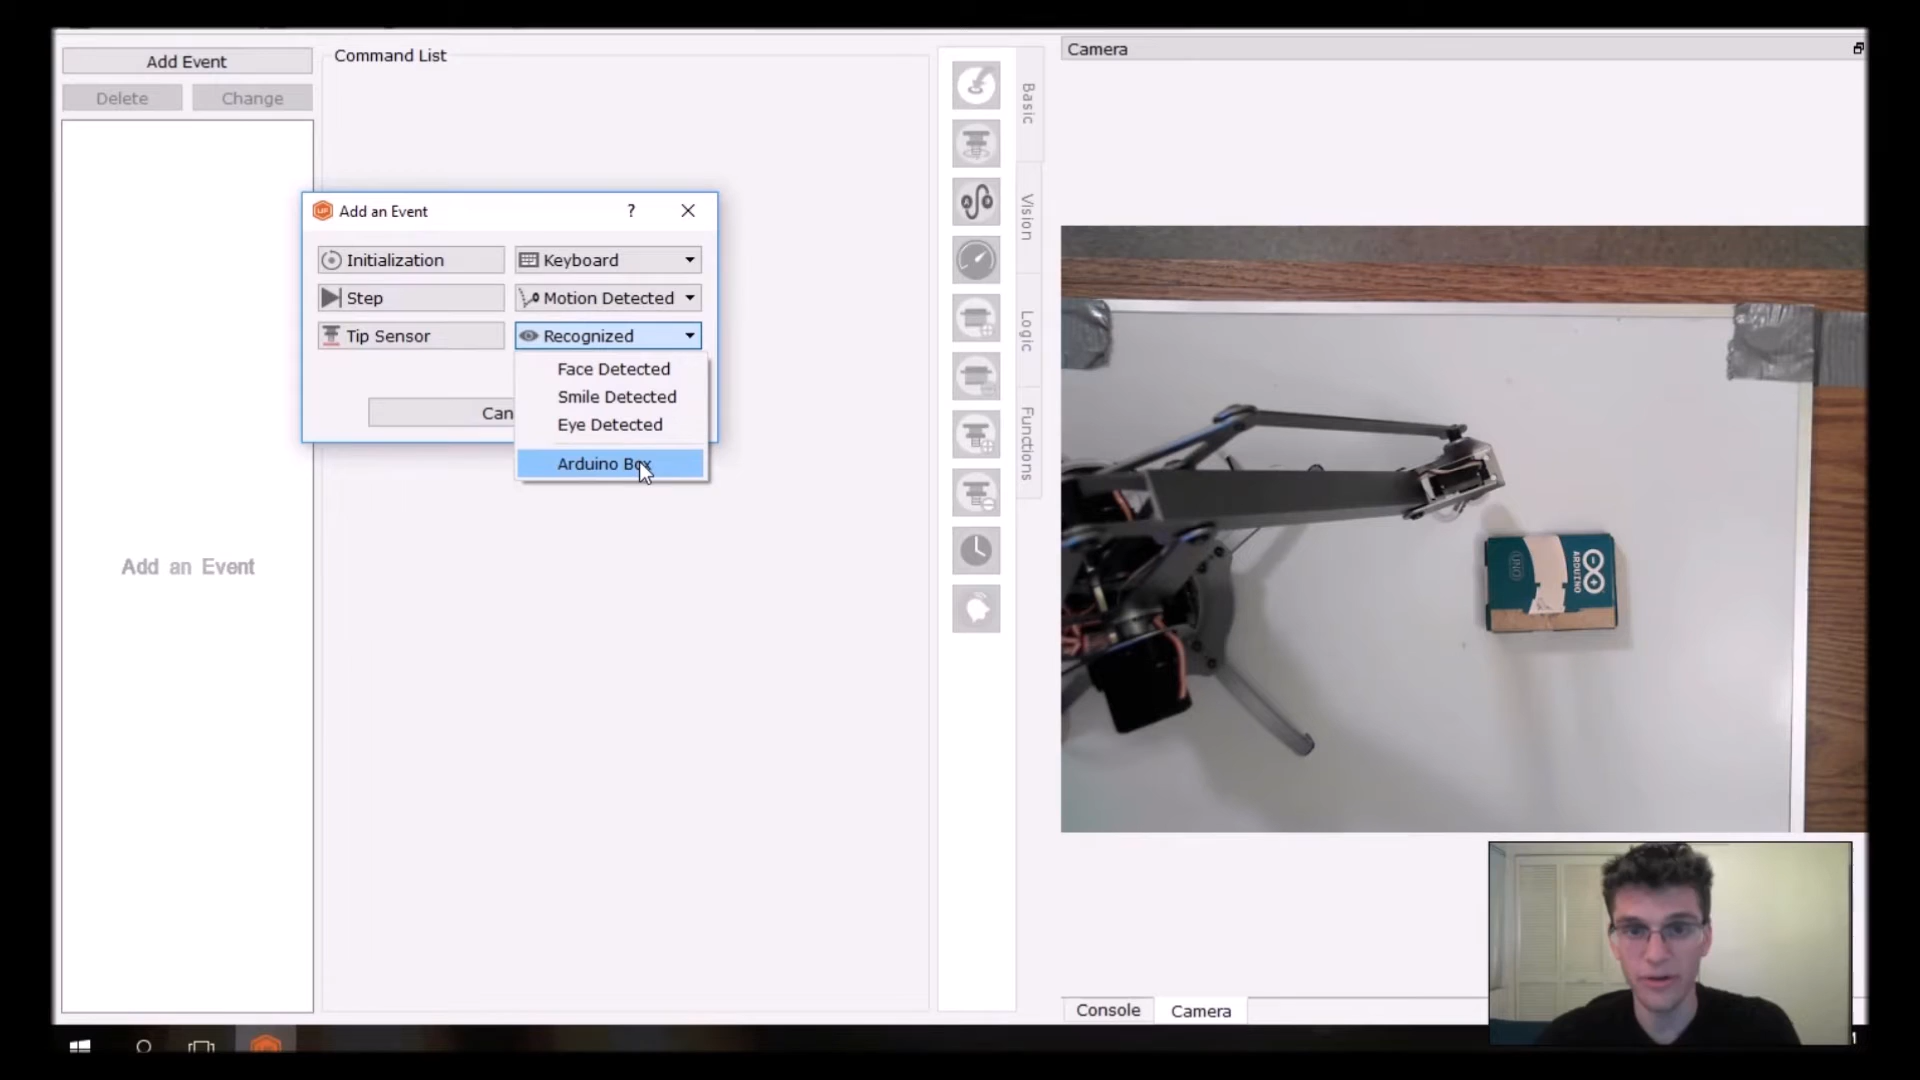 Add Event
Delete
Change
Add an Event
Command List
Add an Event
?
Initialization
Keyboard
Step
Motion Detected
Tip Sensor
Recognized
Face Detected
Smile Detected
Eye Detected
Arduino Box
Can
Basic
Vision
Logic
Functions
Camera
ARDUINO
UNO
Console
Camera